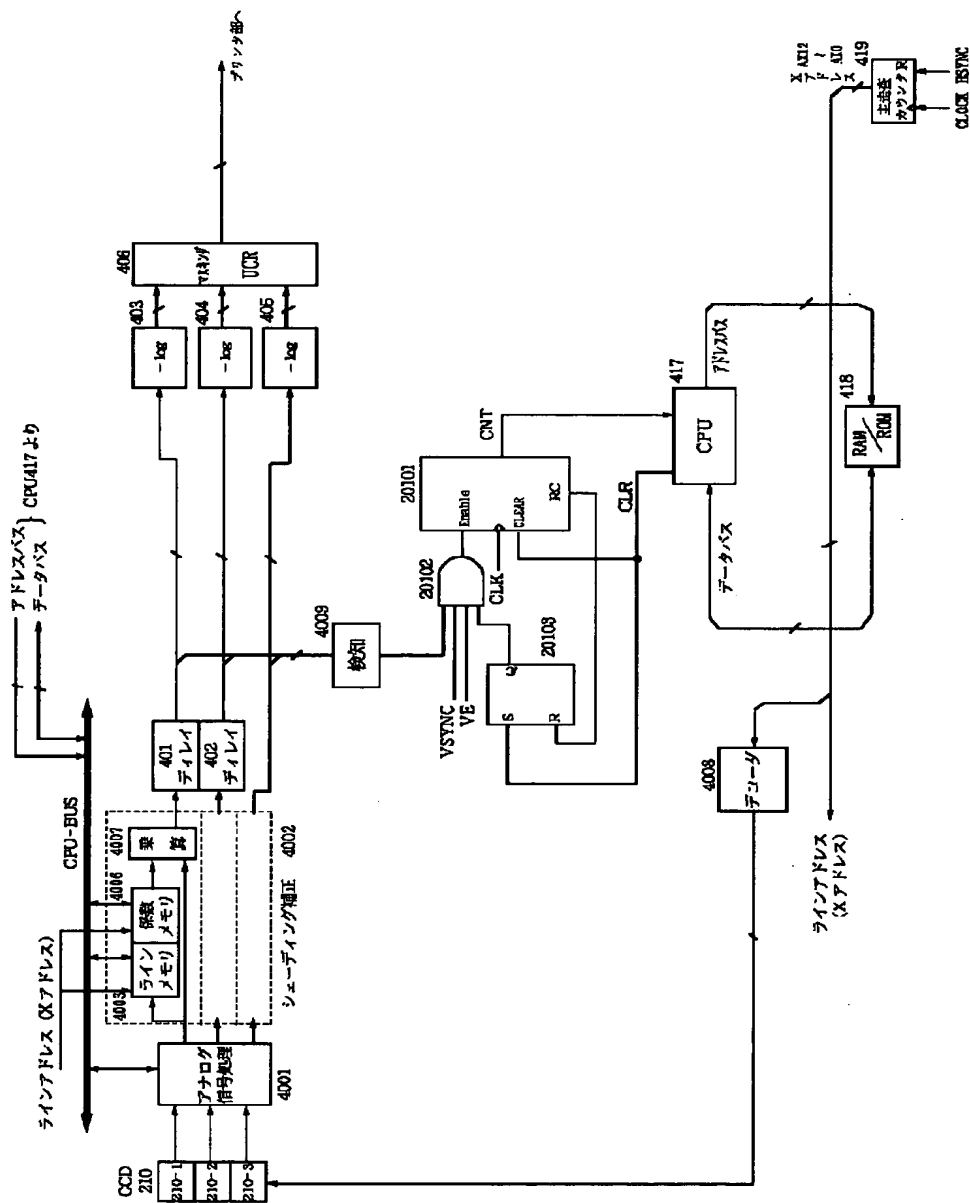 CCD
210
210-1
210-2
210-3
アナログ
信号処理
4001
ラインアドレス (Xアドレス)
CPU-BUS
アドレスバス
データバス
} CPU417より
4003
ライン
メモリ
4006
係数
メモリ
4007
乗算
シェーディング補正 4002
401
ディレイ
402
ディレイ
403
-log
404
-log
405
-log
406
マスキング
UCR
プリンタ部へ
4009
検知
VSYNC
VE
20102
CLK
20103
S
R
Q
20101
Enable
CLEAR
RC
CNT
CLR
417
CPU
アドレスバス
データバス
418
RAM/ROM
4008
デコーダ
ラインアドレス
(Xアドレス)
Xアドレス
AX12
~
AX0
419
主走査
カウンタ R
CLOCK HSYNC